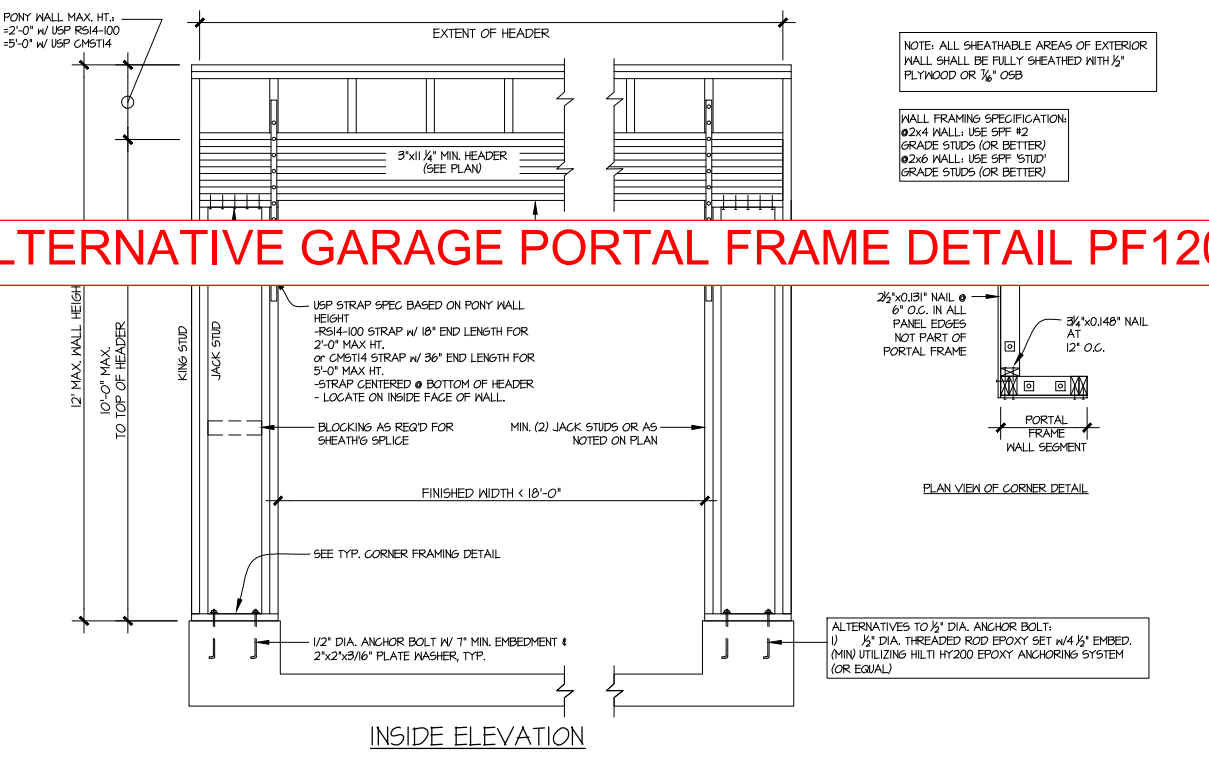 PONY WALL MAX. HT.:
=2'-0" W/ USP RS14-100
=5'-0" W/ USP CMST14
EXTENT OF HEADER
NOTE: ALL SHEATHABLE AREAS OF EXTERIOR
WALL SHALL BE FULLY SHEATHED WITH ½"
PLYWOOD OR 7/16" OSB
WALL FRAMING SPECIFICATION:
@2x4 WALL: USE SPF #2
GRADE STUDS (OR BETTER)
@2x6 WALL: USE SPF 'STUD'
GRADE STUDS (OR BETTER)
3"x11 ¼" MIN. HEADER
(SEE PLAN)
LTERNATIVE GARAGE PORTAL FRAME DETAIL PF120
12' MAX. WALL HEIGH
10'-0" MAX.
TO TOP OF HEADER
KING STUD
JACK STUD
USP STRAP SPEC BASED ON PONY WALL
HEIGHT
-RS14-100 STRAP W/ 18" END LENGTH FOR
2'-0" MAX HT.
or CMST14 STRAP W/ 36" END LENGTH FOR
5'-0" MAX HT.
-STRAP CENTERED @ BOTTOM OF HEADER
- LOCATE ON INSIDE FACE OF WALL.
BLOCKING AS REQ'D FOR
SHEATH'G SPLICE
MIN. (2) JACK STUDS OR AS
NOTED ON PLAN
2½"x0.131" NAIL @
6" O.C. IN ALL
PANEL EDGES
NOT PART OF
PORTAL FRAME
3¼"x0.148" NAIL
AT
12" O.C.
PORTAL
FRAME
WALL SEGMENT
PLAN VIEW OF CORNER DETAIL
FINISHED WIDTH < 18'-0"
SEE TYP. CORNER FRAMING DETAIL
1/2" DIA. ANCHOR BOLT W/ 7" MIN. EMBEDMENT &
2"x2"x3/16" PLATE WASHER, TYP.
ALTERNATIVES TO ½" DIA. ANCHOR BOLT:
1) ½" DIA. THREADED ROD EPOXY SET w/4 ½" EMBED.
(MIN) UTILIZING HILTI HY200 EPOXY ANCHORING SYSTEM
(OR EQUAL)
INSIDE ELEVATION